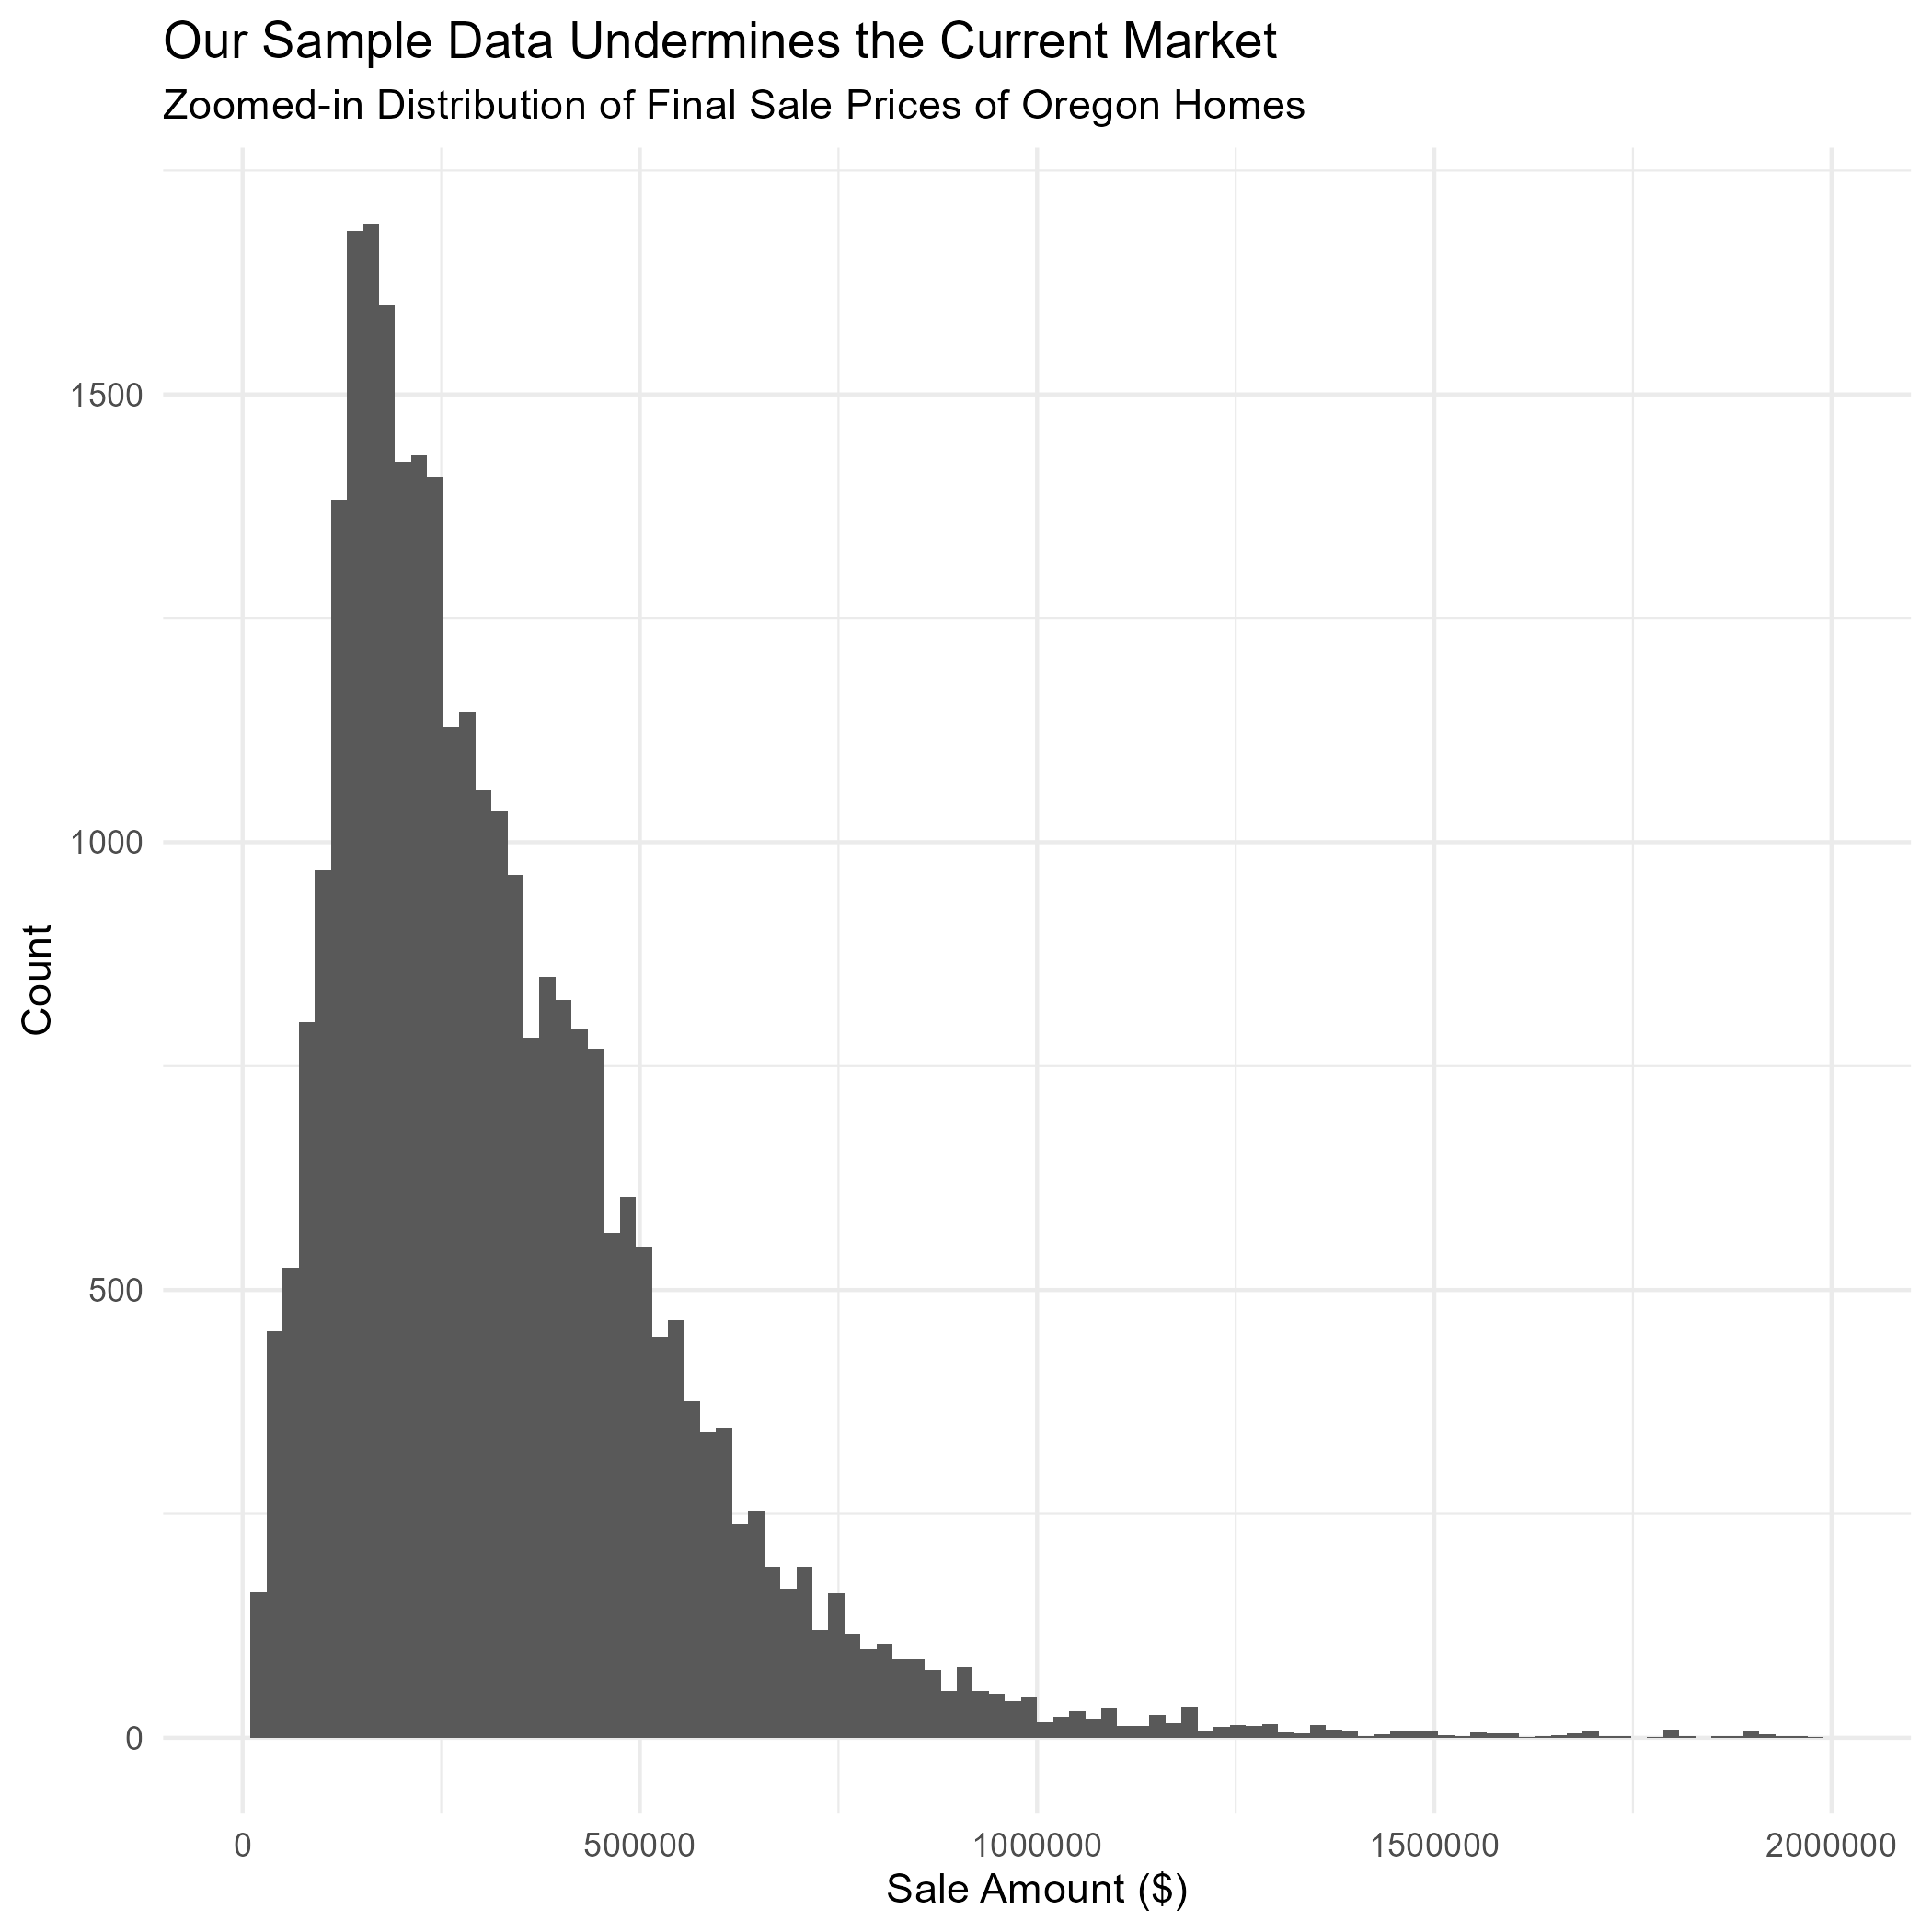 Our Sample Data Undermines the Current Market
Zoomed-in Distribution of Final Sale Prices of Oregon Homes
1500
1000
500
0
Count
0
500000
1000000
1500000
2000000
Sale Amount ($)